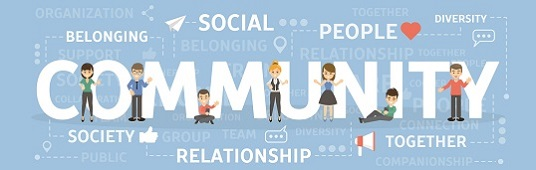 ORGANIZATION SOCIAL TOGETHER DIVERSITY
BELONGING PEOPLE
SUPPORT BELONGING RELATIONSHIP TOGETHER
COMMUNITY
SOCIETY GROUP TEAM DIVERSITY CONNECTION
TOGETHER
PUBLIC RELATIONSHIP COMPANIONSHIP